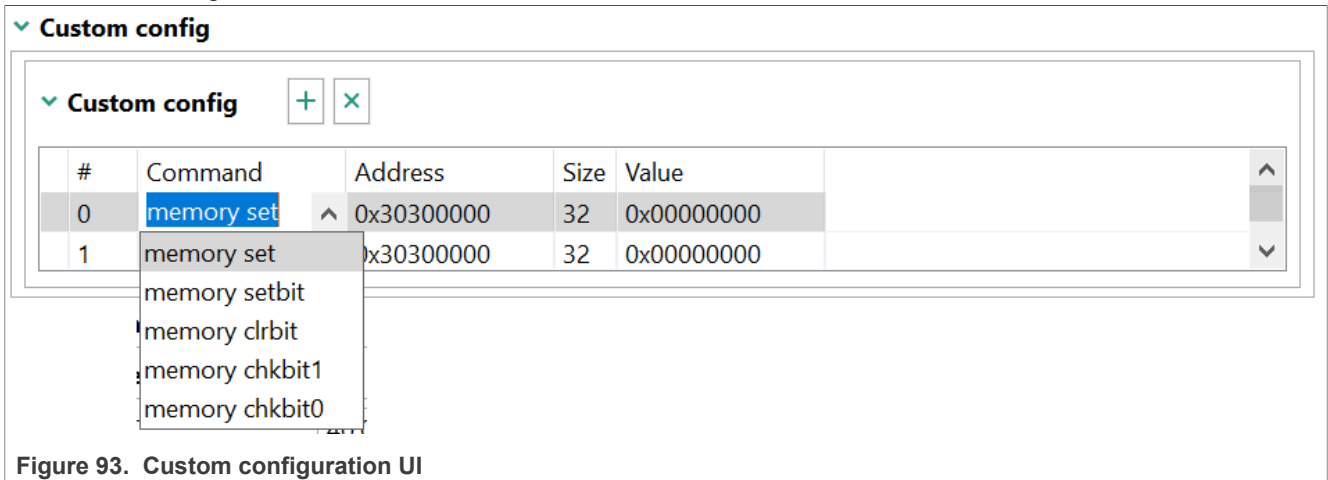 Custom config
Custom config
# Command Address Size Value
0 memory set 0x30300000 32 0x00000000
1 x30300000 32 0x00000000
memory set
memory setbit
memory clrbit
memory chkbit1
memory chkbit0
Figure 93. Custom configuration UI